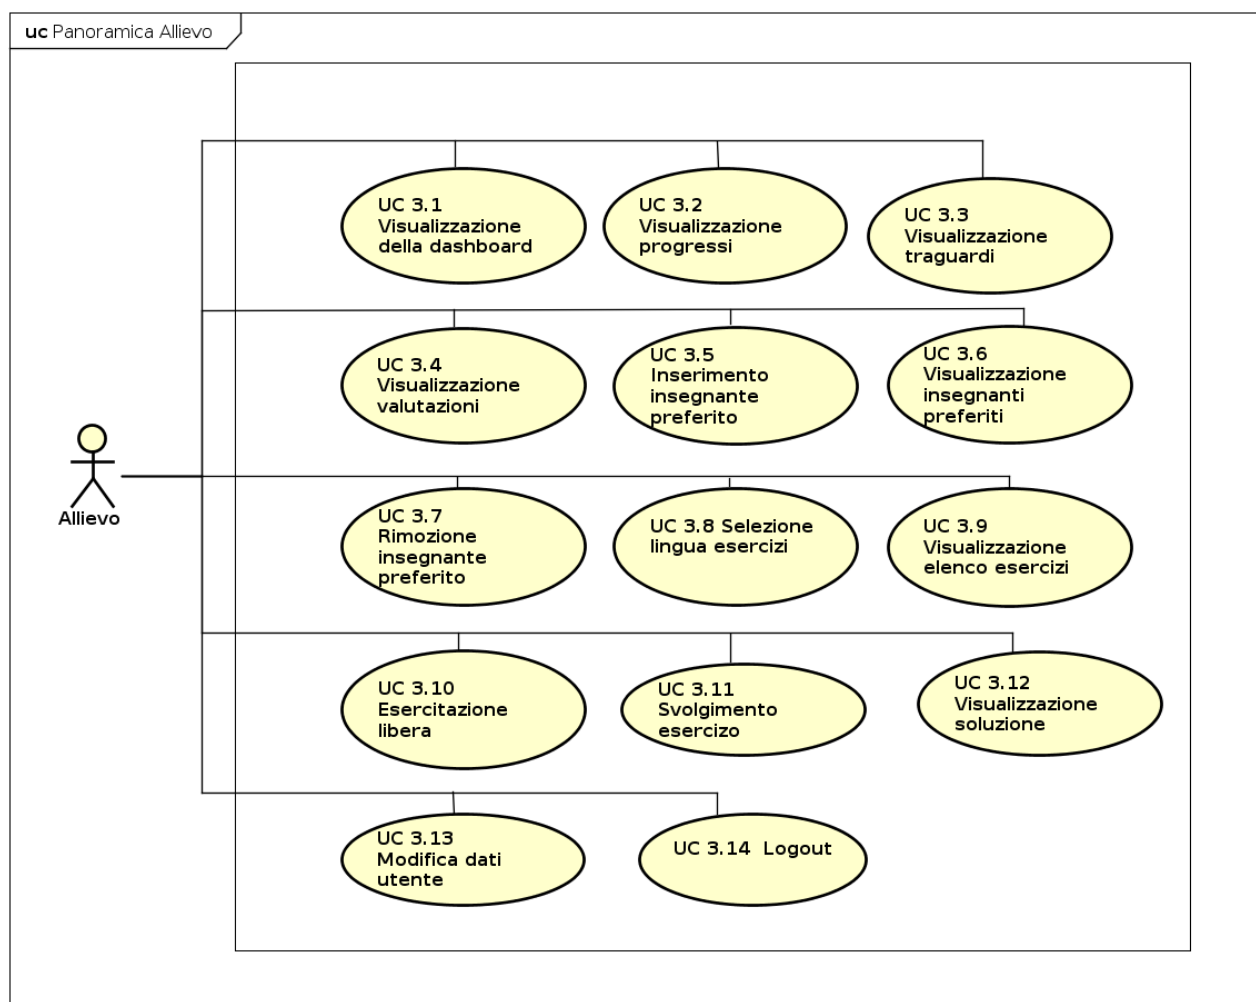 uc Panoramica Allievo
UC 3.1
Visualizzazione
della dashboard
UC 3.2
Visualizzazione
progressi
UC 3.3
Visualizzazione
traguardi
UC 3.4
Visualizzazione
valutazioni
UC 3.5
Inserimento
insegnante
preferito
UC 3.6
Visualizzazione
insegnanti
preferiti
Allievo
UC 3.7
Rimozione
insegnante
preferito
UC 3.8 Selezione
lingua esercizi
UC 3.9
Visualizzazione
elenco esercizi
UC 3.10
Esercitazione
libera
UC 3.11
Svolgimento
esercizo
UC 3.12
Visualizzazione
soluzione
UC 3.13
Modifica dati
utente
UC 3.14 Logout